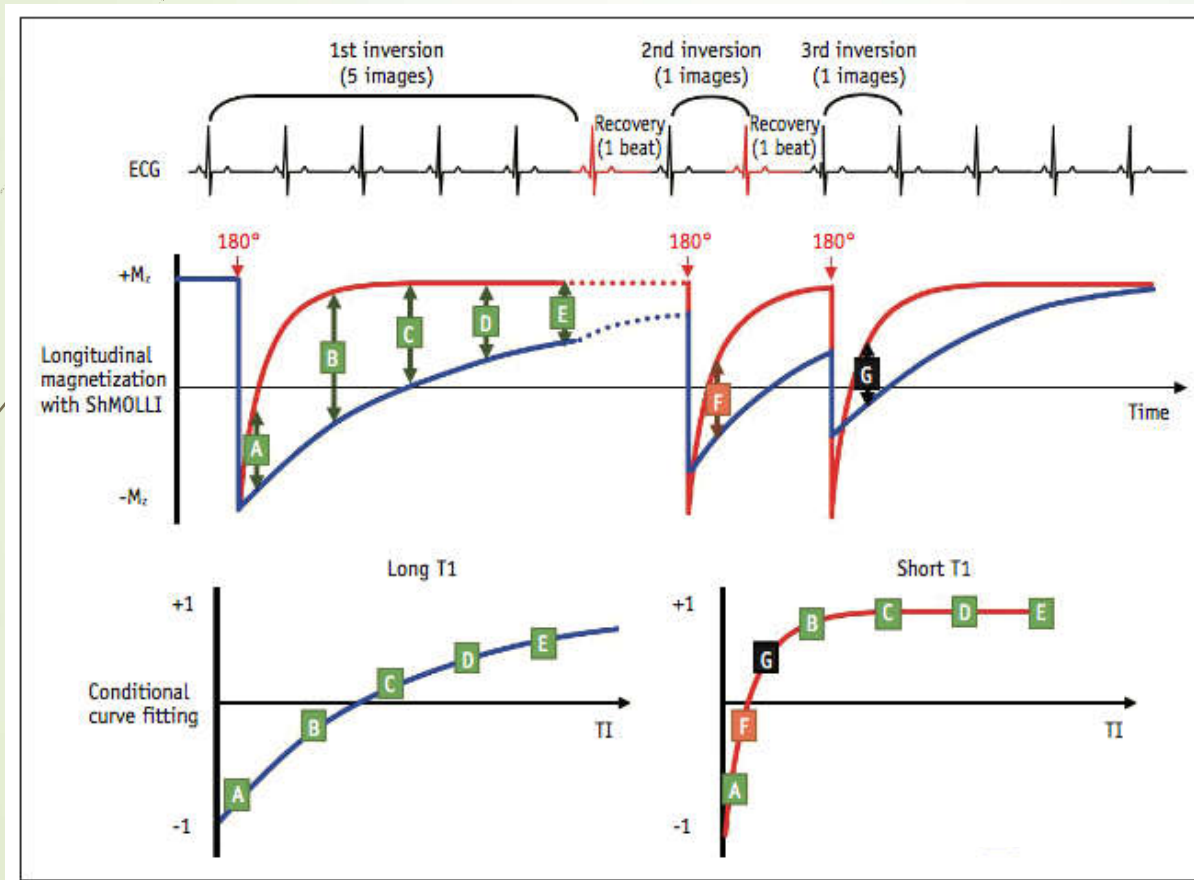 1st inversion
(5 images)
2nd inversion
(1 images)
3rd inversion
(1 images)
Recovery
(1 beat)
Recovery
(1 beat)
ECG
180°
180°
180°
+Mz
Longitudinal
magnetization
with ShMOLLI
-Mz
A
B
C
D
E
F
G
Time
Long T1
Short T1
+1
Conditional
curve fitting
-1
A
B
C
D
E
TI
+1
-1
A
F
G
B
C
D
E
TI